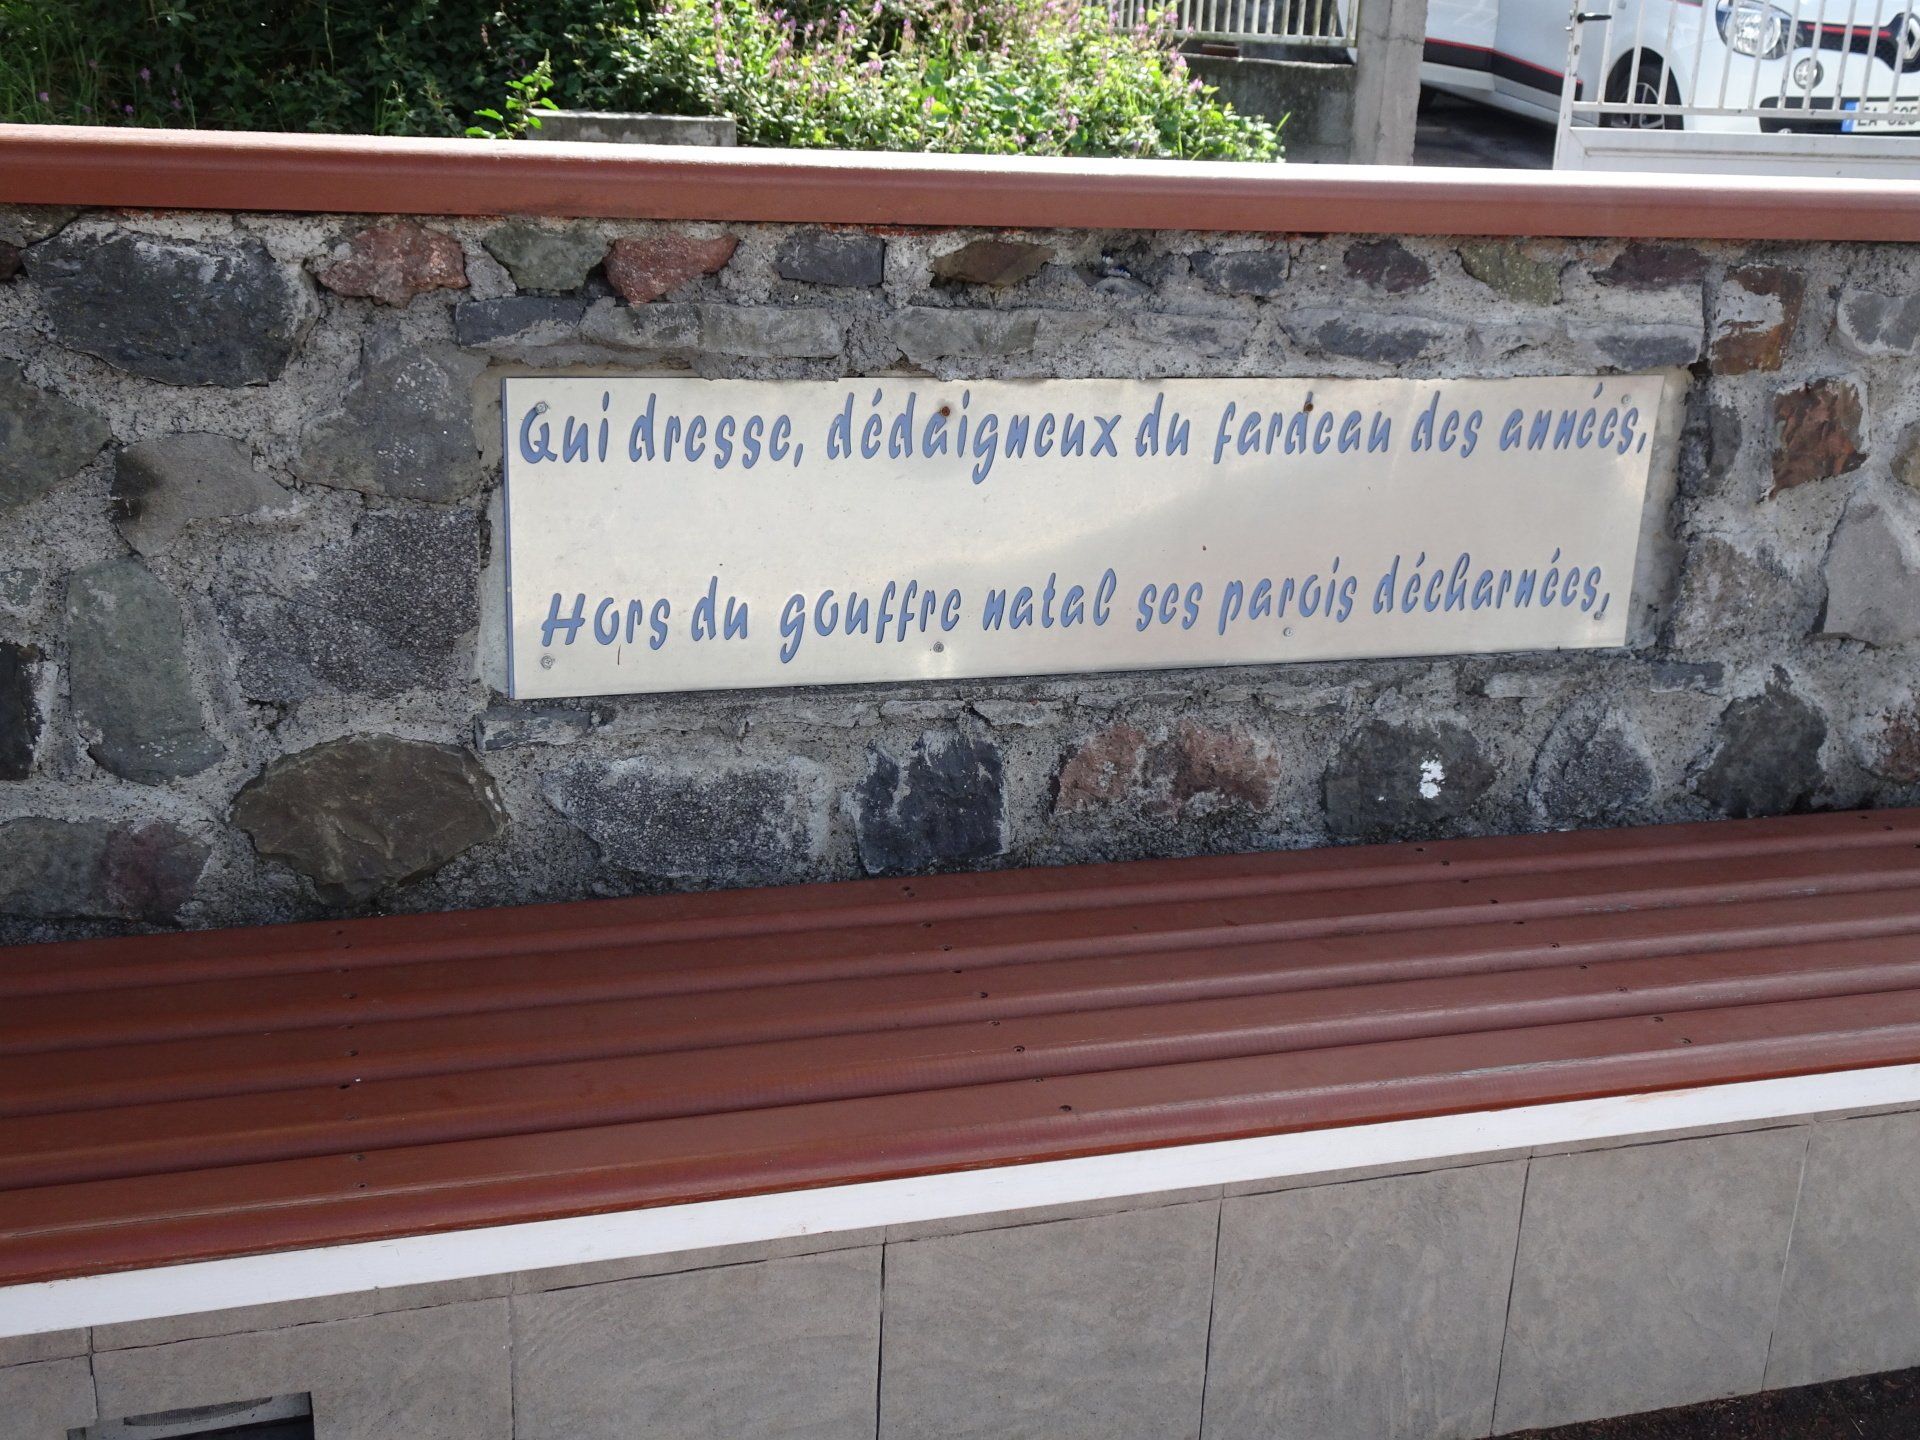 Qui dresse, dédaigneux du fardeau des années,
Hors du gouffre natal ses parois décharnées,